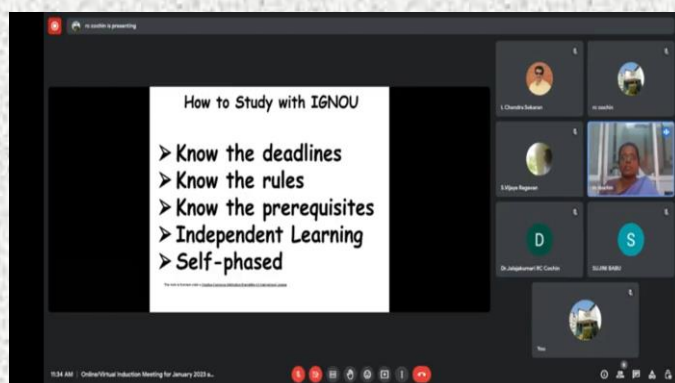 rc cochin is presenting
How to Study with IGNOU
➢ Know the deadlines
➢ Know the rules
➢ Know the prerequisites
➢ Independent Learning
➢ Self-phased
I. Chandra Sekaran
rc cochin
S.Vijaya Ragavan
rc cochin
D
Dr. Jalajakumari RC Cochin
S
SUJINI BABU
You
11:34 AM | Online/Virtual Induction Meeting for January 2023 a...